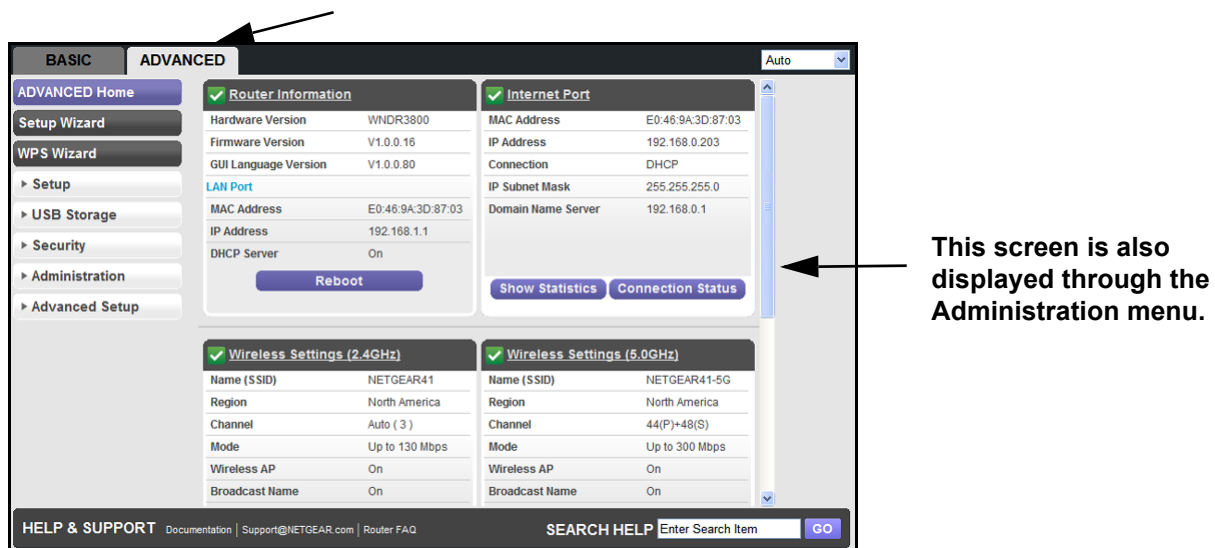 BASIC ADVANCED Auto
ADVANCED Home
Setup Wizard
WPS Wizard
Setup
USB Storage
Security
Administration
Advanced Setup
Router Information
Hardware Version WNDR3800
Firmware Version V1.0.0.16
GUI Language Version V1.0.0.80
LAN Port
MAC Address E0:46:9A:3D:87:03
IP Address 192.168.1.1
DHCP Server On
Reboot
Internet Port
MAC Address E0:46:9A:3D:87:03
IP Address 192.168.0.203
Connection DHCP
IP Subnet Mask 255.255.255.0
Domain Name Server 192.168.0.1
Show Statistics Connection Status
Wireless Settings (2.4GHz)
Name (SSID) NETGEAR41
Region North America
Channel Auto ( 3 )
Mode Up to 130 Mbps
Wireless AP On
Broadcast Name On
Wireless Settings (5.0GHz)
Name (SSID) NETGEAR41-5G
Region North America
Channel 44(P)+48(S)
Mode Up to 300 Mbps
Wireless AP On
Broadcast Name On
HELP & SUPPORT Documentation | Support@NETGEAR.com | Router FAQ SEARCH HELP Enter Search Item GO
This screen is also
displayed through the
Administration menu.